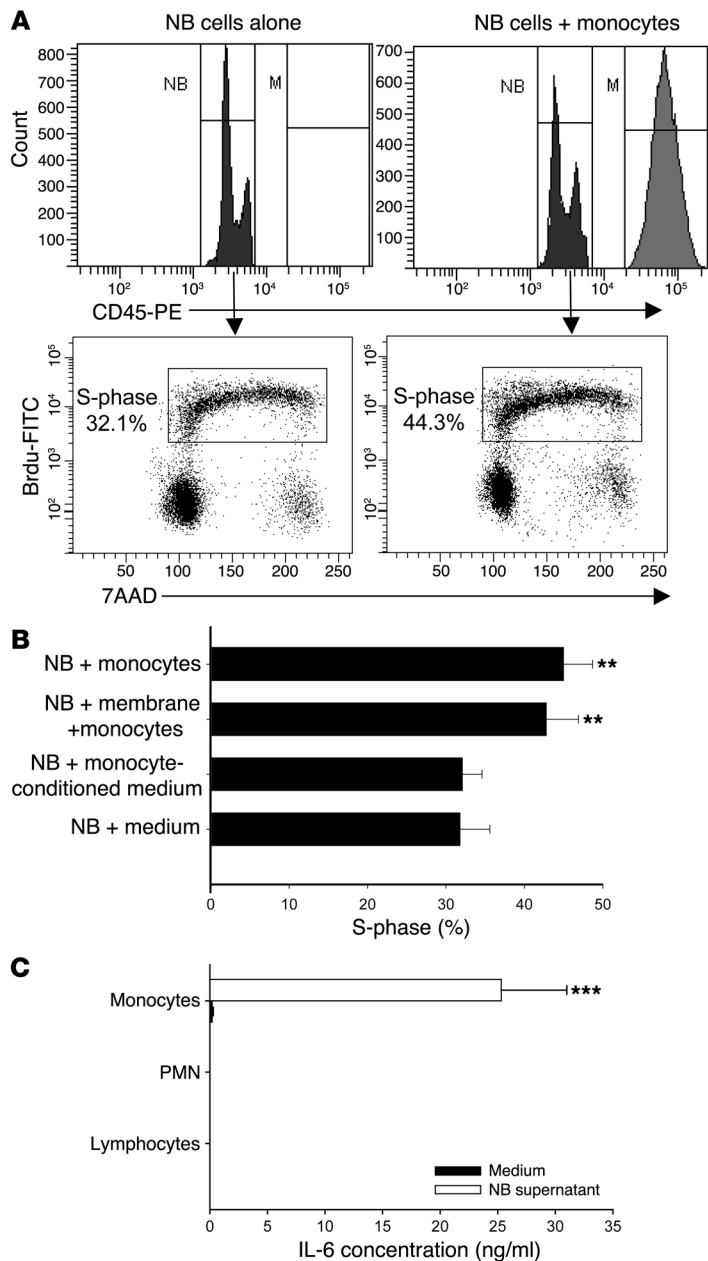 A
NB cells alone
NB cells + monocytes
Count
800
700
600
500
400
300
200
100
NB
M
10²
10³
10⁴
10⁵
700
600
500
400
300
200
100
NB
M
10²
10³
10⁴
10⁵
CD45-PE
Brdu-FITC
10⁵
10⁴
10³
10²
S-phase
32.1%
50
100
150
200
250
10⁵
10⁴
10³
10²
S-phase
44.3%
50
100
150
200
250
7AAD
B
NB + monocytes
**
NB + membrane
+monocytes
**
NB + monocyte-
conditioned medium
NB + medium
0
10
20
30
40
50
S-phase (%)
C
Monocytes
***
PMN
Lymphocytes
Medium
NB supernatant
0
5
10
15
20
25
30
35
IL-6 concentration (ng/ml)